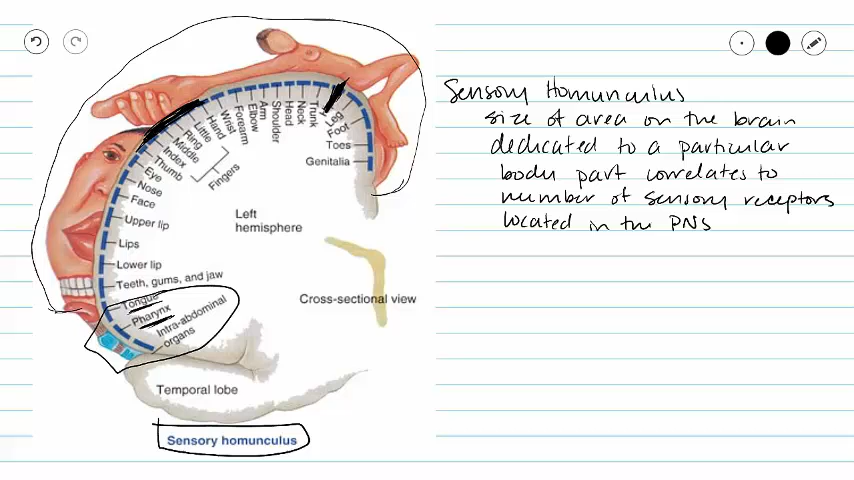 Sensory Homunculus
size of area on the brain
dedicated to a particular
body part correlates to
number of sensory receptors
located in the PNS
Genitalia
Toes
Foot
Leg
Trunk
Neck
Head
Shoulder
Arm
Elbow
Forearm
Wrist
Hand
Little
Ring
Middle
Index
Thumb
Fingers
Eye
Nose
Face
Upper lip
Lips
Lower lip
Teeth, gums, and jaw
Tongue
Pharynx
Intra-abdominal
organs
Left
hemisphere
Cross-sectional view
Temporal lobe
Sensory homunculus